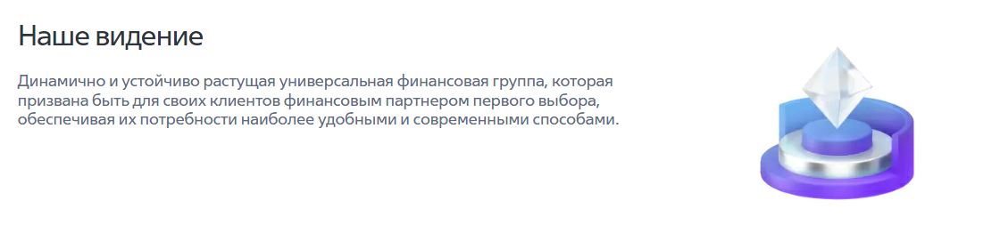 Наше видение
Динамично и устойчиво растущая универсальная финансовая группа, которая
призвана быть для своих клиентов финансовым партнером первого выбора,
обеспечивая их потребности наиболее удобными и современными способами.